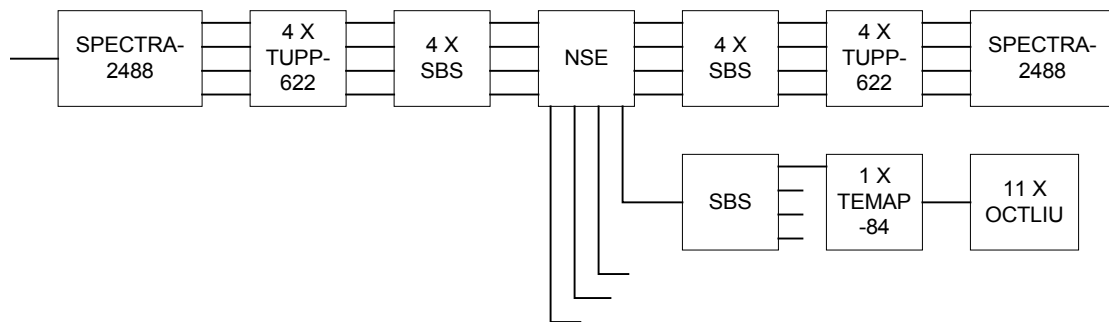 SPECTRA-
2488
4 X
TUPP-
622
4 X
SBS
NSE
4 X
SBS
4 X
TUPP-
622
SPECTRA-
2488
SBS
1 X
TEMAP
-84
11 X
OCTLIU